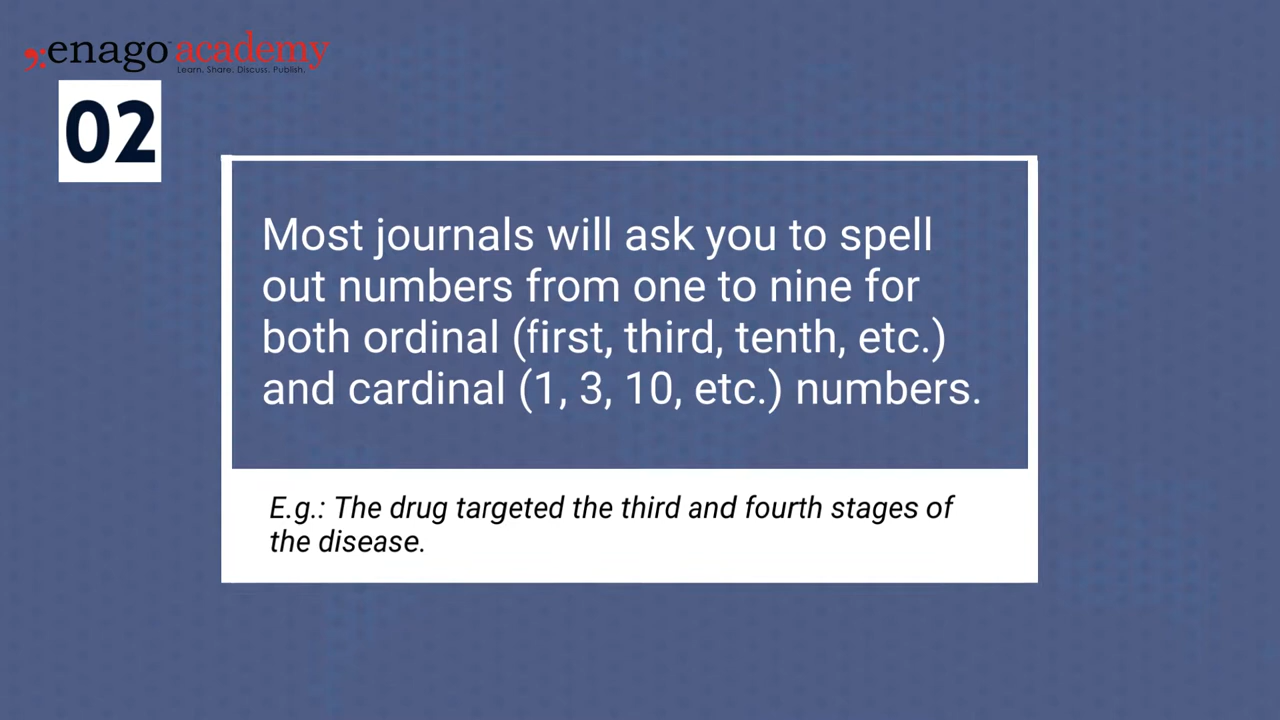 enago academy
Learn. Share. Discuss. Publish.
02
Most journals will ask you to spell
out numbers from one to nine for
both ordinal (first, third, tenth, etc.)
and cardinal (1, 3, 10, etc.) numbers.
E.g.: The drug targeted the third and fourth stages of
the disease.